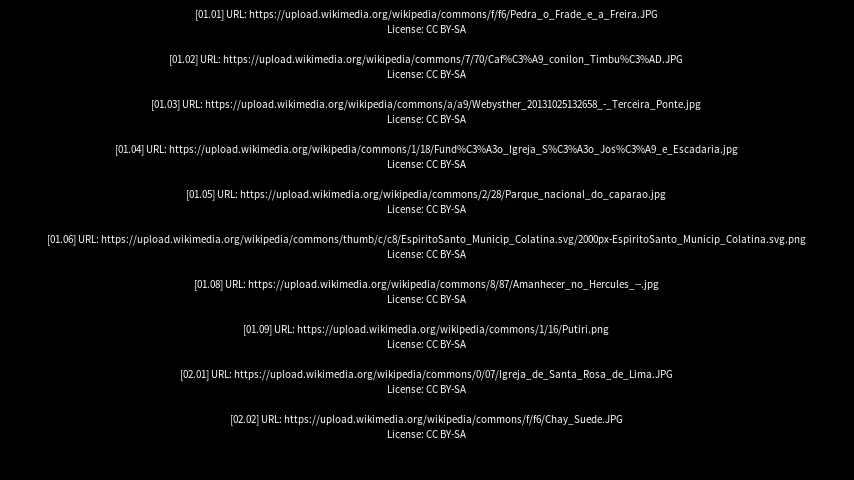 [01.01] URL: https://upload.wikimedia.org/wikipedia/commons/f/f6/Pedra_o_Frade_e_a_Freira.JPG
License: CC BY-SA
[01.02] URL: https://upload.wikimedia.org/wikipedia/commons/7/70/Caf%C3%A9_conilon_Timbu%C3%AD.JPG
License: CC BY-SA
[01.03] URL: https://upload.wikimedia.org/wikipedia/commons/a/a9/Webysther_20131025132658_-_Terceira_Ponte.jpg
License: CC BY-SA
[01.04] URL: https://upload.wikimedia.org/wikipedia/commons/1/18/Fund%C3%A3o_Igreja_S%C3%A3o_Jos%C3%A9_e_Escadaria.jpg
License: CC BY-SA
[01.05] URL: https://upload.wikimedia.org/wikipedia/commons/2/28/Parque_nacional_do_caparao.jpg
License: CC BY-SA
[01.06] URL: https://upload.wikimedia.org/wikipedia/commons/thumb/c/c8/EspiritoSanto_Municip_Colatina.svg/2000px-EspiritoSanto_Municip_Colatina.svg.png
License: CC BY-SA
[01.08] URL: https://upload.wikimedia.org/wikipedia/commons/8/87/Amanhecer_no_Hercules_--.jpg
License: CC BY-SA
[01.09] URL: https://upload.wikimedia.org/wikipedia/commons/1/16/Putiri.png
License: CC BY-SA
[02.01] URL: https://upload.wikimedia.org/wikipedia/commons/0/07/Igreja_de_Santa_Rosa_de_Lima.JPG
License: CC BY-SA
[02.02] URL: https://upload.wikimedia.org/wikipedia/commons/f/f6/Chay_Suede.JPG
License: CC BY-SA